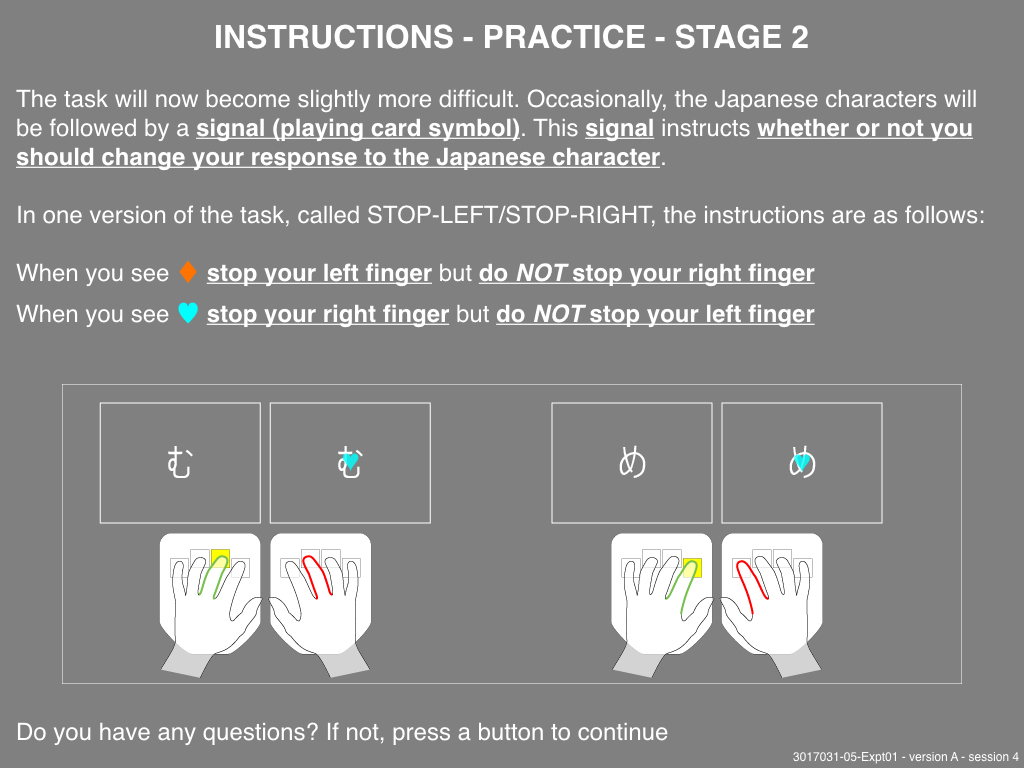 INSTRUCTIONS - PRACTICE - STAGE 2
The task will now become slightly more difficult. Occasionally, the Japanese characters will
be followed by a signal (playing card symbol). This signal instructs whether or not you
should change your response to the Japanese character.
In one version of the task, called STOP-LEFT/STOP-RIGHT, the instructions are as follows:
When you see ♦ stop your left finger but do NOT stop your right finger
When you see ♥ stop your right finger but do NOT stop your left finger
む む め め
Do you have any questions? If not, press a button to continue
3017031-05-Expt01 - version A - session 4